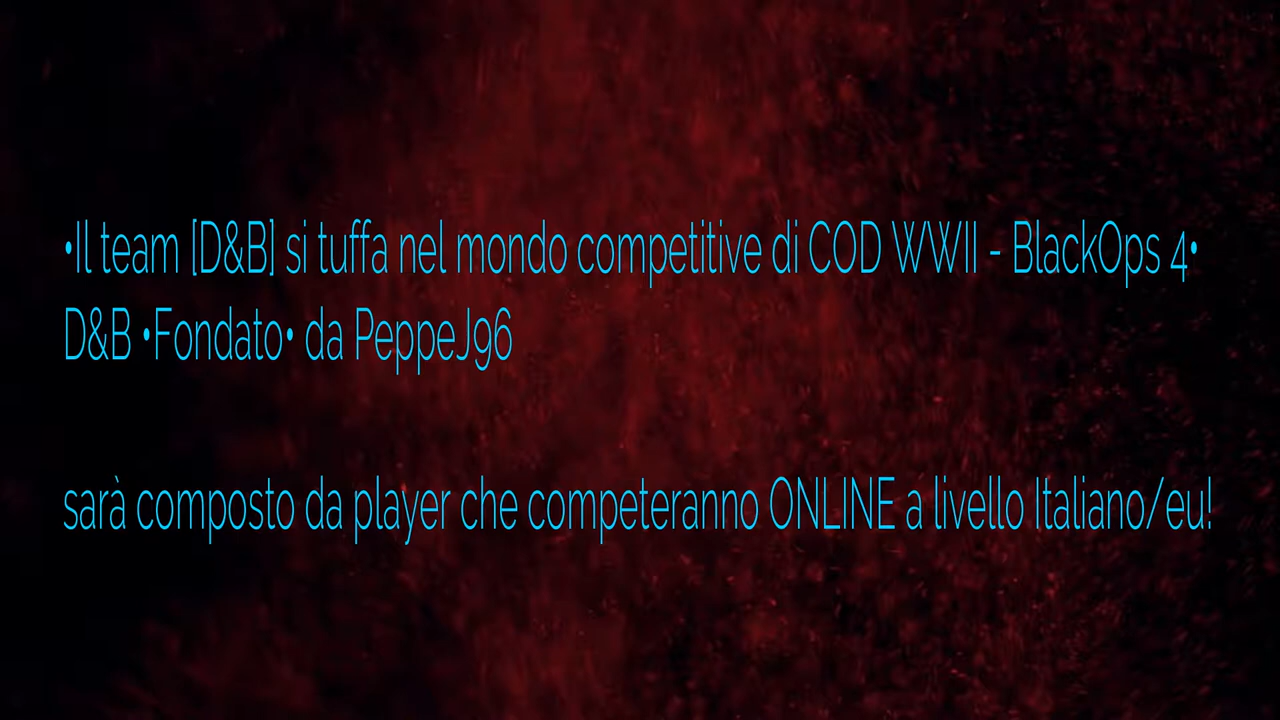 •Il team [D&B] si tuffa nel mondo competitive di COD WWII - BlackOps 4•
D&B •Fondato• da PeppeJ96
sarà composto da player che competeranno ONLINE a livello Italiano/eu!